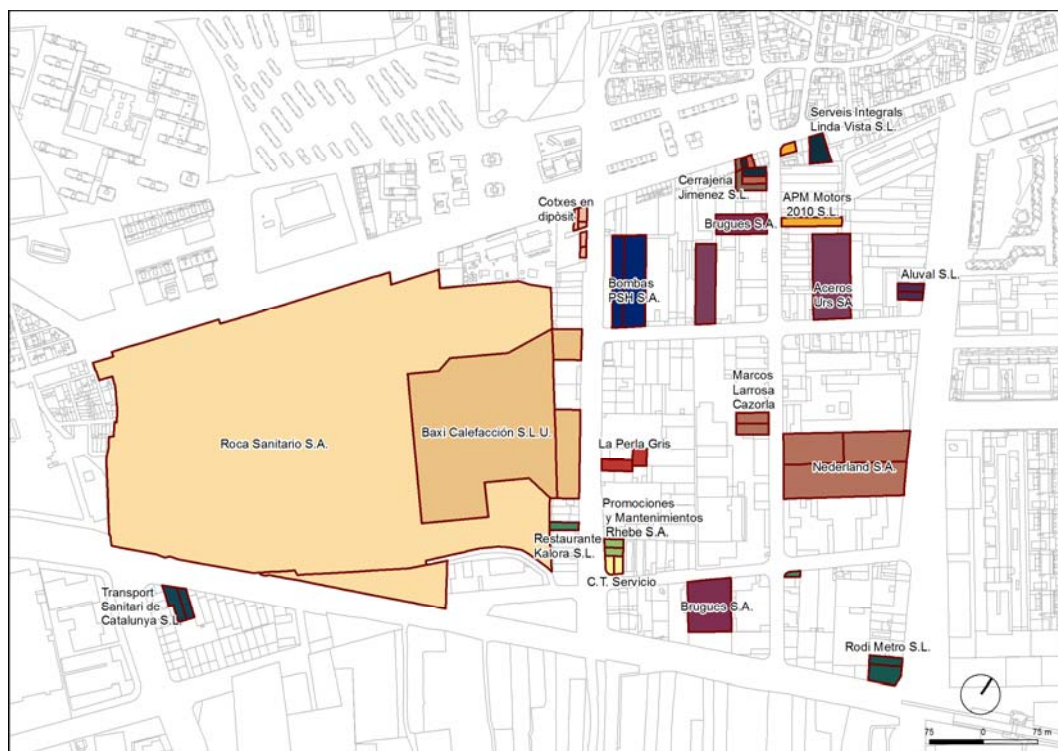 Serveis Integrals
Linda Vista S.L.
Cerrajeria
Jimenez S.L.
APM Motors
2010 S.L.
Cotxes en
dipòsit
Brugues S.A.
Bombas
PSH S.A.
Aceros
Urs SA
Aluval S.L.
Marcos
Larrosa
Cazorla
Roca Sanitario S.A.
Baxi Calefacción S.L.U.
La Perla Gris
Nederland S.A.
Promociones
y Mantenimientos
Rhebe S.A.
Restaurante
Kalora S.L.
C.T. Servicio
Transport
Sanitari de
Catalunya S.L.
Brugues S.A.
Rodi Metro S.L.
75 0 75 m